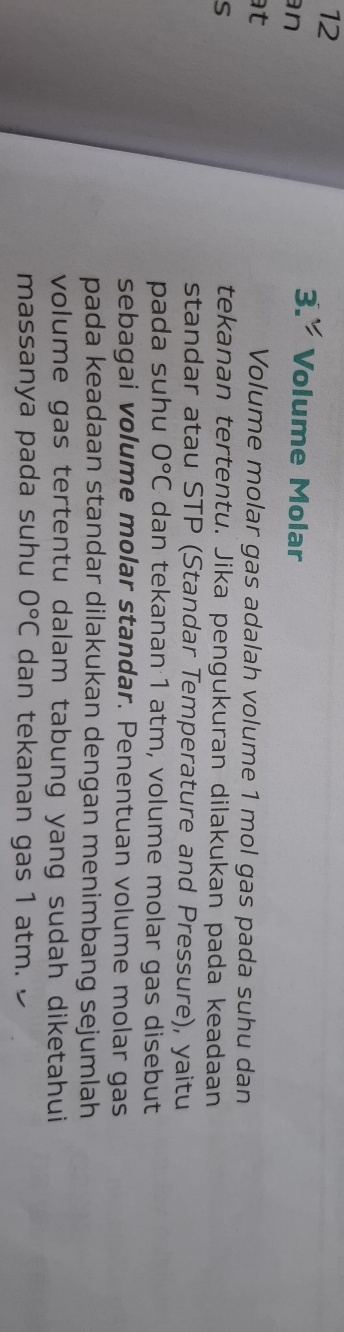 12
an
at
s
3. Volume Molar
Volume molar gas adalah volume 1 mol gas pada suhu dan
tekanan tertentu. Jika pengukuran dilakukan pada keadaan
standar atau STP (Standar Temperature and Pressure), yaitu
pada suhu 0°C dan tekanan 1 atm, volume molar gas disebut
sebagai volume molar standar. Penentuan volume molar gas
pada keadaan standar dilakukan dengan menimbang sejumlah
volume gas tertentu dalam tabung yang sudah diketahui
massanya pada suhu 0°C dan tekanan gas 1 atm.